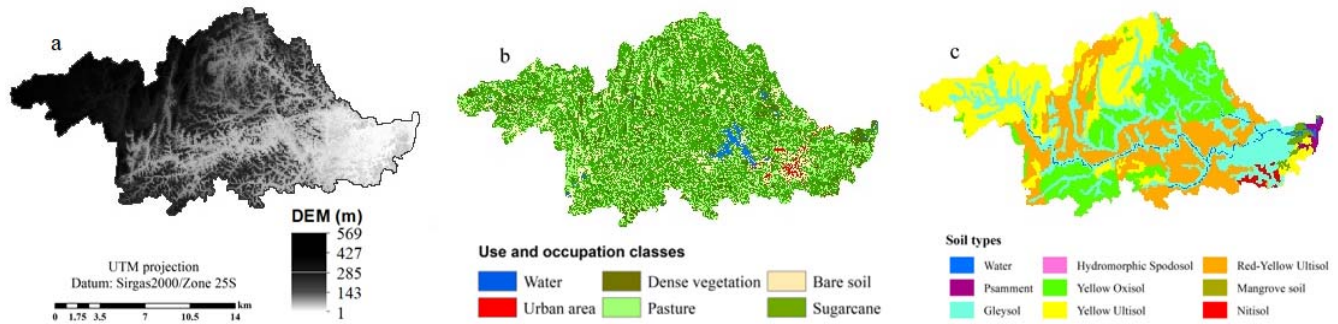 a
DEM (m)
569
427
285
143
1
UTM projection
Datum: Sirgas2000/Zone 25S
km
0 1.75 3.5 7 10.5 14
b
Use and occupation classes
Water Dense vegetation Bare soil
Urban area Pasture Sugarcane
c
Soil types
Water Hydromorphic Spodosol Red-Yellow Ultisol
Psamment Yellow Oxisol Mangrove soil
Gleysol Yellow Ultisol Nitisol